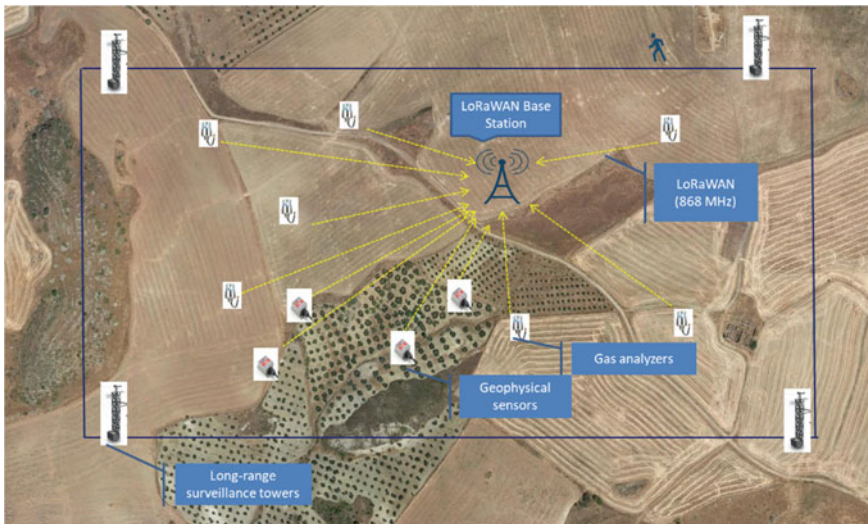 LoRaWAN Base
Station
LoRaWAN
(868 MHz)
Gas analyzers
Geophysical
sensors
Long-range
surveillance towers